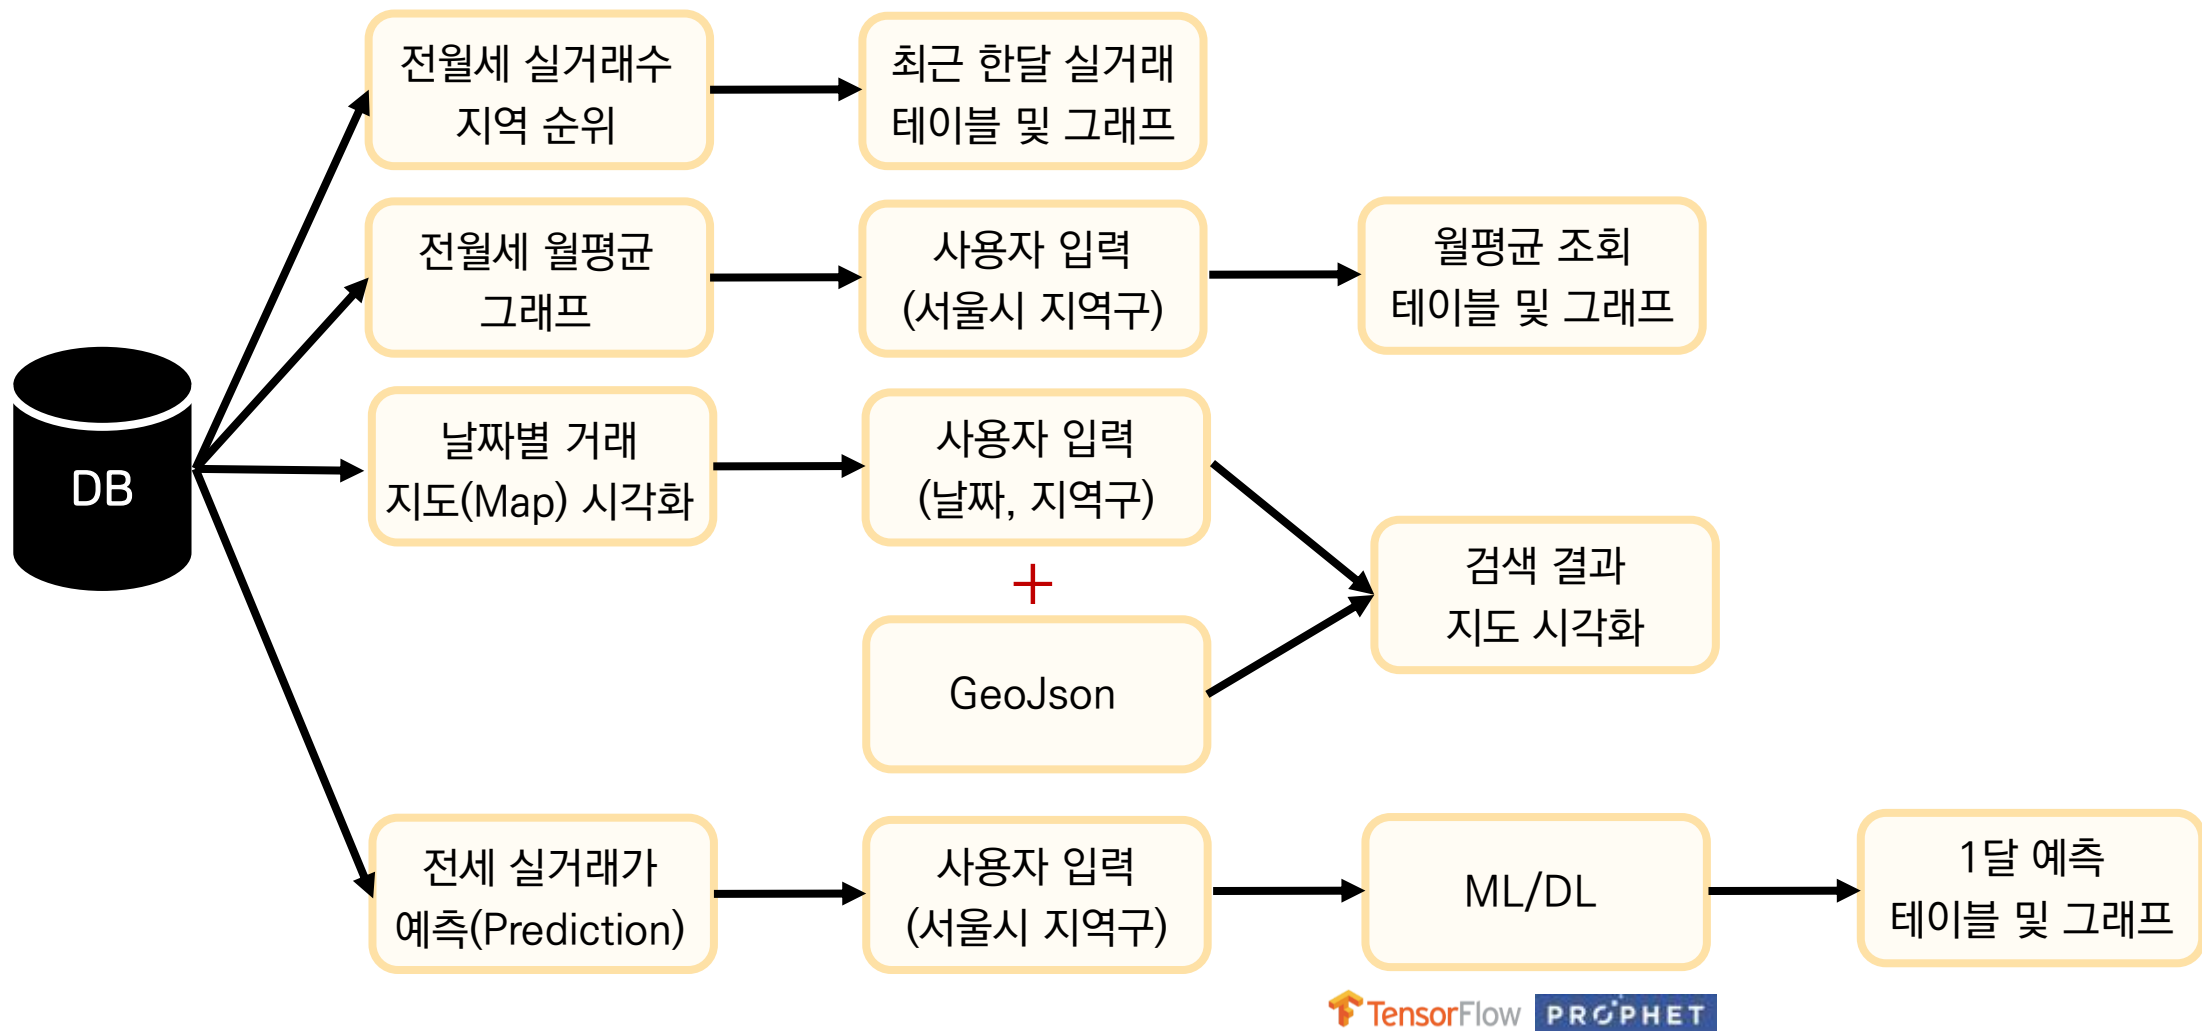 전월세 실거래수
지역 순위
최근 한달 실거래
테이블 및 그래프
전월세 월평균
그래프
사용자 입력
(서울시 지역구)
월평균 조회
테이블 및 그래프
DB
날짜별 거래
지도(Map) 시각화
사용자 입력
(날짜, 지역구)
+
GeoJson
검색 결과
지도 시각화
전세 실거래가
예측(Prediction)
사용자 입력
(서울시 지역구)
ML/DL
1달 예측
테이블 및 그래프
TensorFlow
PROPHET